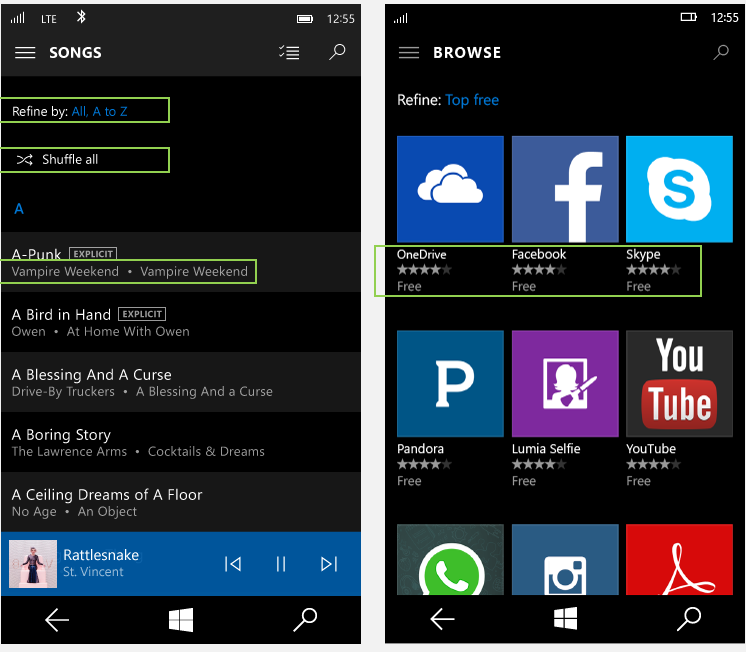 LTE 12:55
SONGS
Refine by: All, A to Z
Shuffle all
A
A-Punk EXPLICIT
Vampire Weekend • Vampire Weekend
A Bird in Hand EXPLICIT
Owen • At Home With Owen
A Blessing And A Curse
Drive-By Truckers • A Blessing And a Curse
A Boring Story
The Lawrence Arms • Cocktails & Dreams
A Ceiling Dreams of A Floor
No Age • An Object
Rattlesnake
St. Vincent
12:55
BROWSE
Refine: Top free
f S
OneDrive Facebook Skype
Free Free Free
P You
Tube
Pandora Lumia Selfie YouTube
Free Free Free